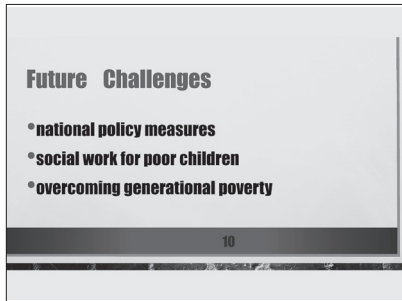 Future Challenges
•national policy measures
•social work for poor children
•overcoming generational poverty
10